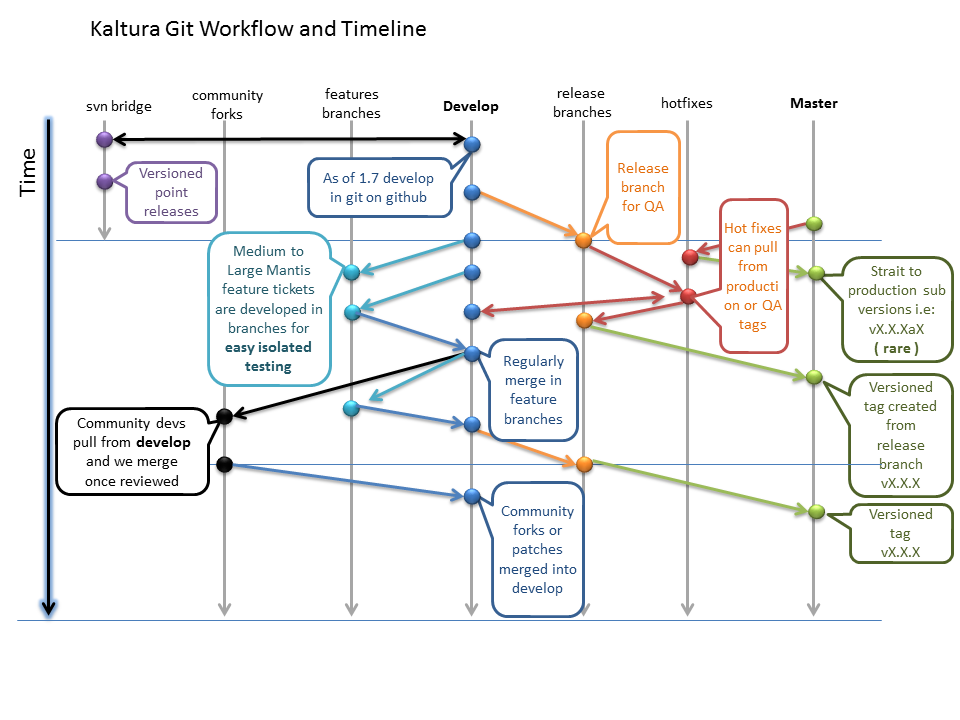 Kaltura Git Workflow and Timeline
svn bridge
community
forks
features
branches
Develop
release
branches
hotfixes
Master
Time
Versioned
point
releases
As of 1.7 develop
in git on github
Release
branch
for QA
Medium to
Large Mantis
feature tickets
are developed in
branches for
easy isolated
testing
Hot fixes
can pull
from
producti
on or QA
tags
Strait to
production sub
versions i.e:
vX.X.XaX
( rare )
Regularly
merge in
feature
branches
Versioned
tag created
from
release
branch
vX.X.X
Community devs
pull from develop
and we merge
once reviewed
Community
forks or
patches
merged into
develop
Versioned
tag
vX.X.X